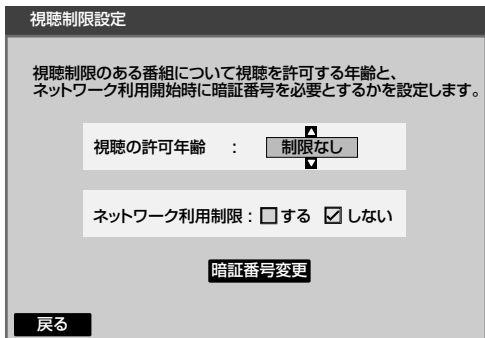 視聴制限設定
視聴制限のある番組について視聴を許可する年齢と、
ネットワーク利用開始時に暗証番号を必要とするかを設定します。
視聴の許可年齢 : 制限なし
ネットワーク利用制限 : する しない
暗証番号変更
戻る